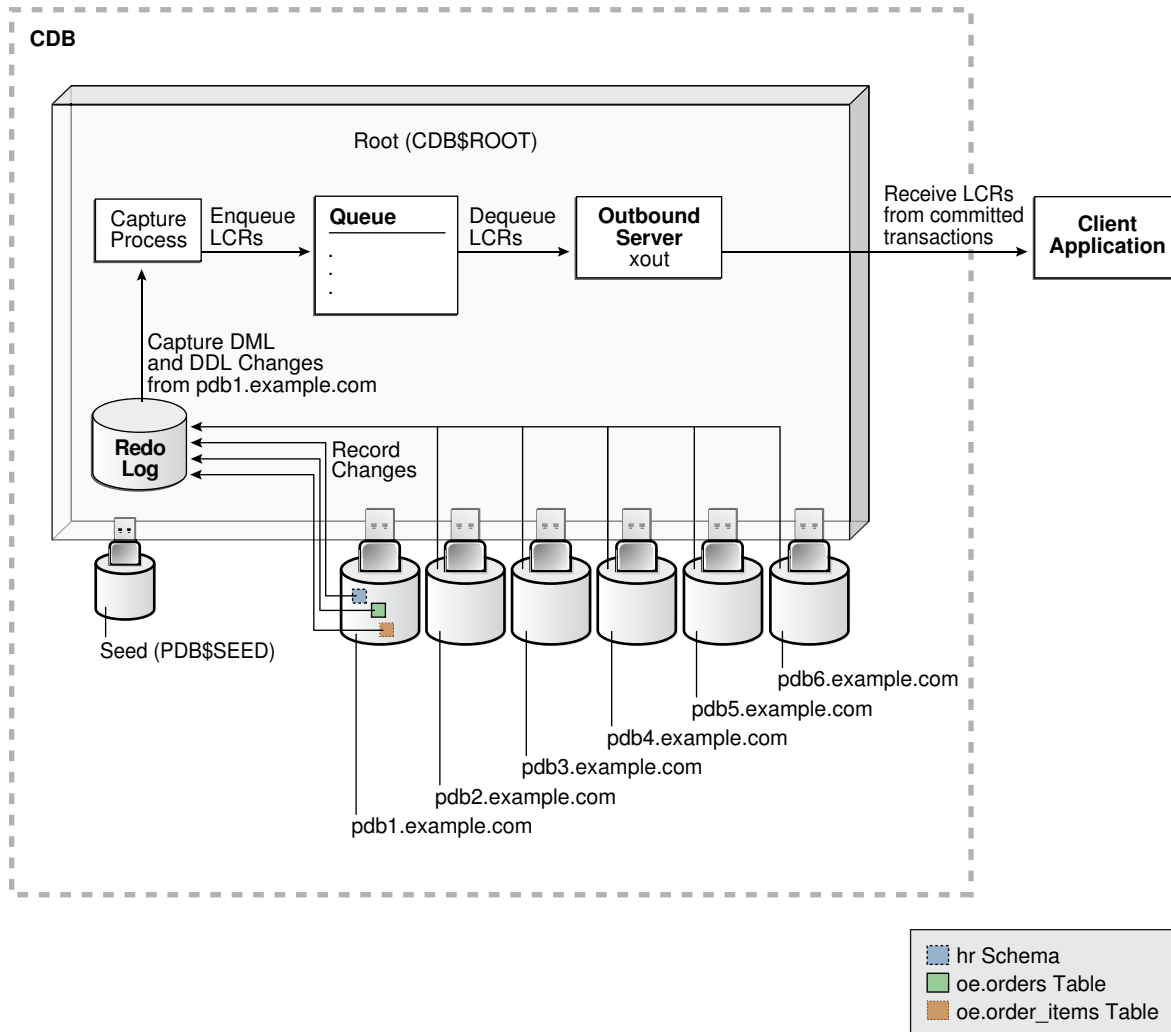 CDB
Root (CDB$ROOT)
Capture
Process
Enqueue
LCRs
Queue
.
.
.
Dequeue
LCRs
Outbound
Server
xout
Receive LCRs
from committed
transactions
Client
Application
Capture DML
and DDL Changes
from pdb1.example.com
Redo
Log
Record
Changes
Seed (PDB$SEED)
pdb6.example.com
pdb5.example.com
pdb4.example.com
pdb3.example.com
pdb2.example.com
pdb1.example.com
hr Schema
oe.orders Table
oe.order_items Table